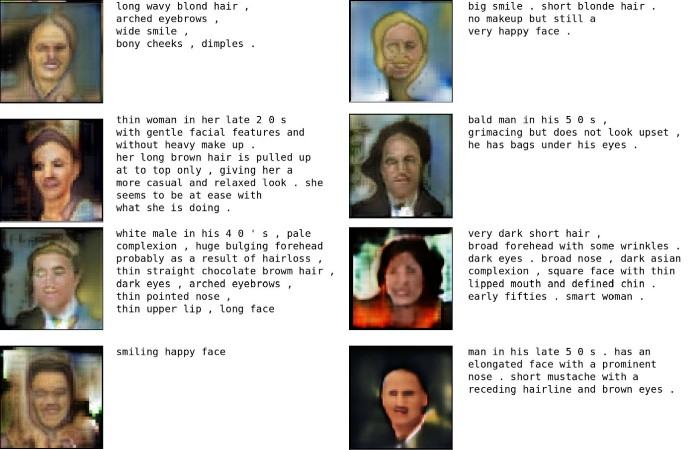 long wavy blond hair ,
arched eyebrows ,
wide smile ,
bony cheeks , dimples .
big smile . short blonde hair .
no makeup but still a
very happy face .
thin woman in her late 2 0 s
with gentle facial features and
without heavy make up .
her long brown hair is pulled up
at to top only , giving her a
more casual and relaxed look . she
seems to be at ease with
what she is doing .
bald man in his 5 0 s ,
grimacing but does not look upset ,
he has bags under his eyes .
white male in his 4 0 ' s , pale
complexion , huge bulging forehead
probably as a result of hairloss ,
thin straight chocolate browm hair ,
dark eyes , arched eyebrows ,
thin pointed nose ,
thin upper lip , long face
very dark short hair ,
broad forehead with some wrinkles .
dark eyes . broad nose , dark asian
complexion , square face with thin
lipped mouth and defined chin .
early fifties . smart woman .
smiling happy face
man in his late 5 0 s . has an
elongated face with a prominent
nose . short mustache with a
receding hairline and brown eyes .